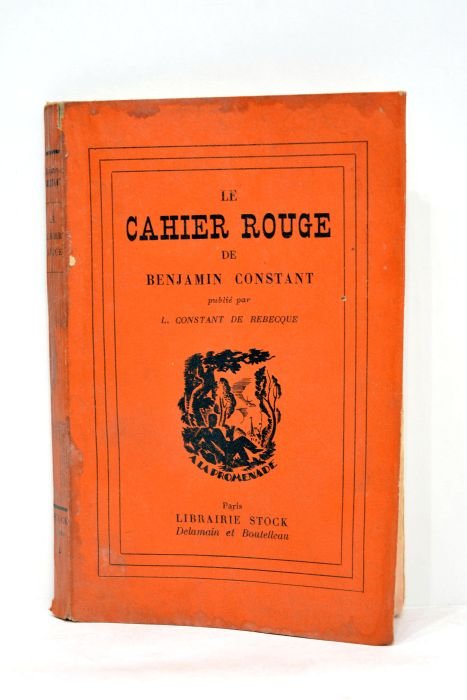 LE
CAHIER ROUGE
DE
BENJAMIN CONSTANT
publié par
L. CONSTANT DE REBECQUE
A LA PROMENADE
Paris
LIBRAIRIE STOCK
Delamain et Boutelleau
STOCK